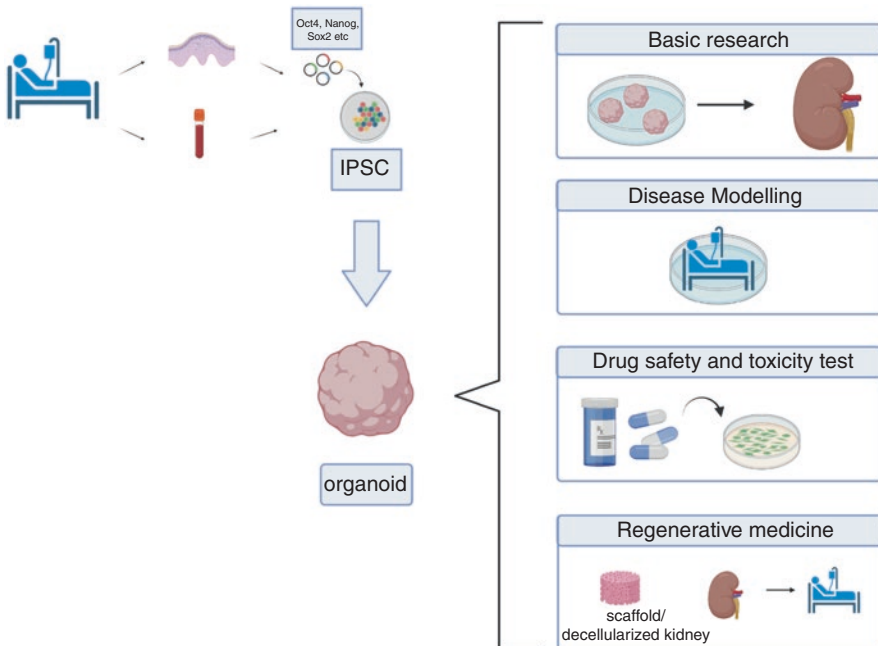 Oct4, Nanog,
Sox2 etc
IPSC
organoid
Basic research
Disease Modelling
Drug safety and toxicity test
Regenerative medicine
scaffold/
decellularized kidney